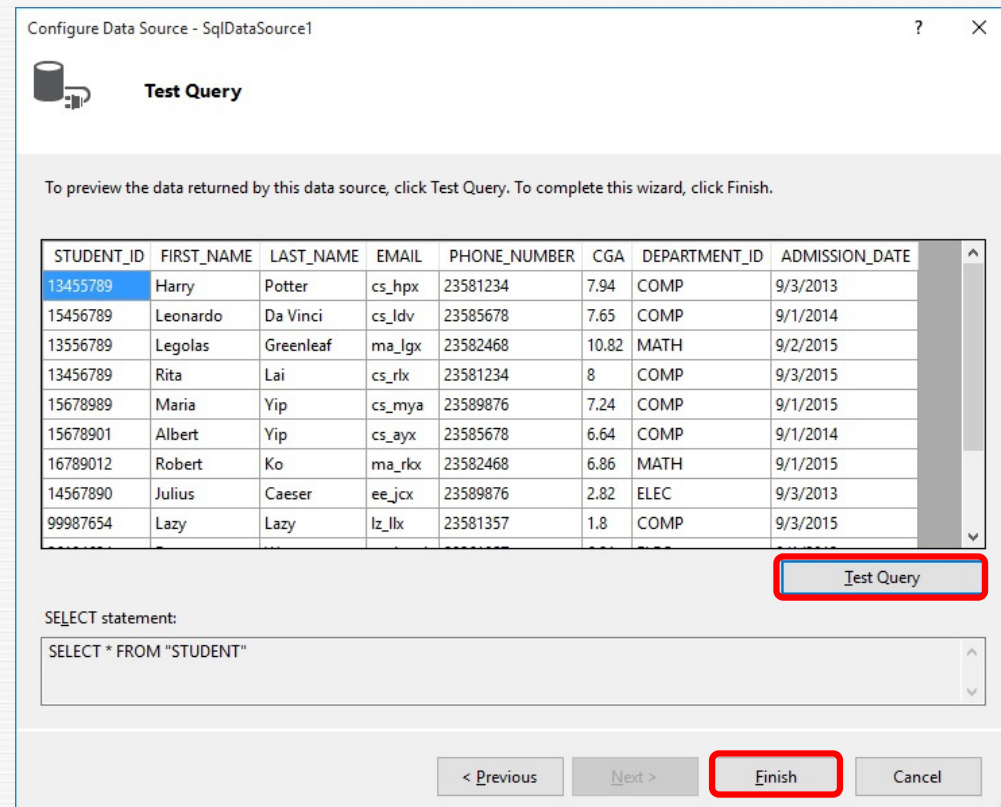 Configure Data Source - SqlDataSource1 ?
Test Query
To preview the data returned by this data source, click Test Query. To complete this wizard, click Finish.
STUDENT_ID FIRST_NAME LAST_NAME EMAIL PHONE_NUMBER CGA DEPARTMENT_ID ADMISSION_DATE
13455789 Harry Potter cs_hpx 23581234 7.94 COMP 9/3/2013
15456789 Leonardo Da Vinci cs_ldv 23585678 7.65 COMP 9/1/2014
13556789 Legolas Greenleaf ma_lgx 23582468 10.82 MATH 9/2/2015
13456789 Rita Lai cs_rlx 23581234 8 COMP 9/3/2015
15678989 Maria Yip cs_mya 23589876 7.24 COMP 9/1/2015
15678901 Albert Yip cs_ayx 23585678 6.64 COMP 9/1/2014
16789012 Robert Ko ma_rkx 23582468 6.86 MATH 9/1/2015
14567890 Julius Caeser ee_jcx 23589876 2.82 ELEC 9/3/2013
99987654 Lazy Lazy lz_llx 23581357 1.8 COMP 9/3/2015
Test Query
SELECT statement:
SELECT * FROM "STUDENT"
< Previous Next > Finish Cancel